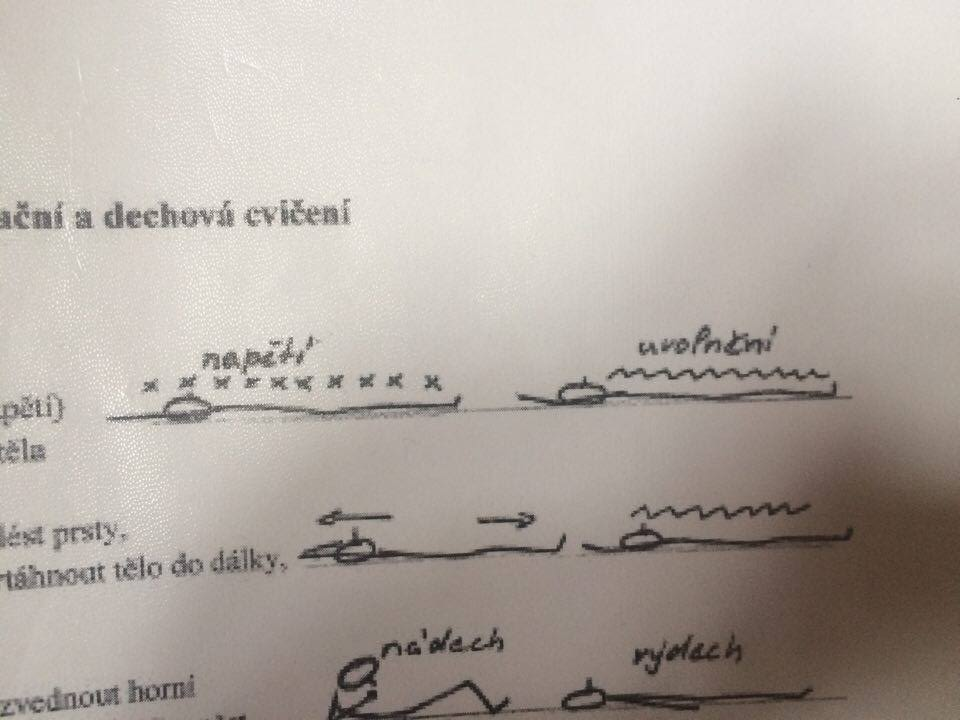 ační a dechová cvičení
napětí
uvolnění
pětí)
těla
lést prsty,
táhnout tělo do dálky,
nádech
výdech
zvednout horní